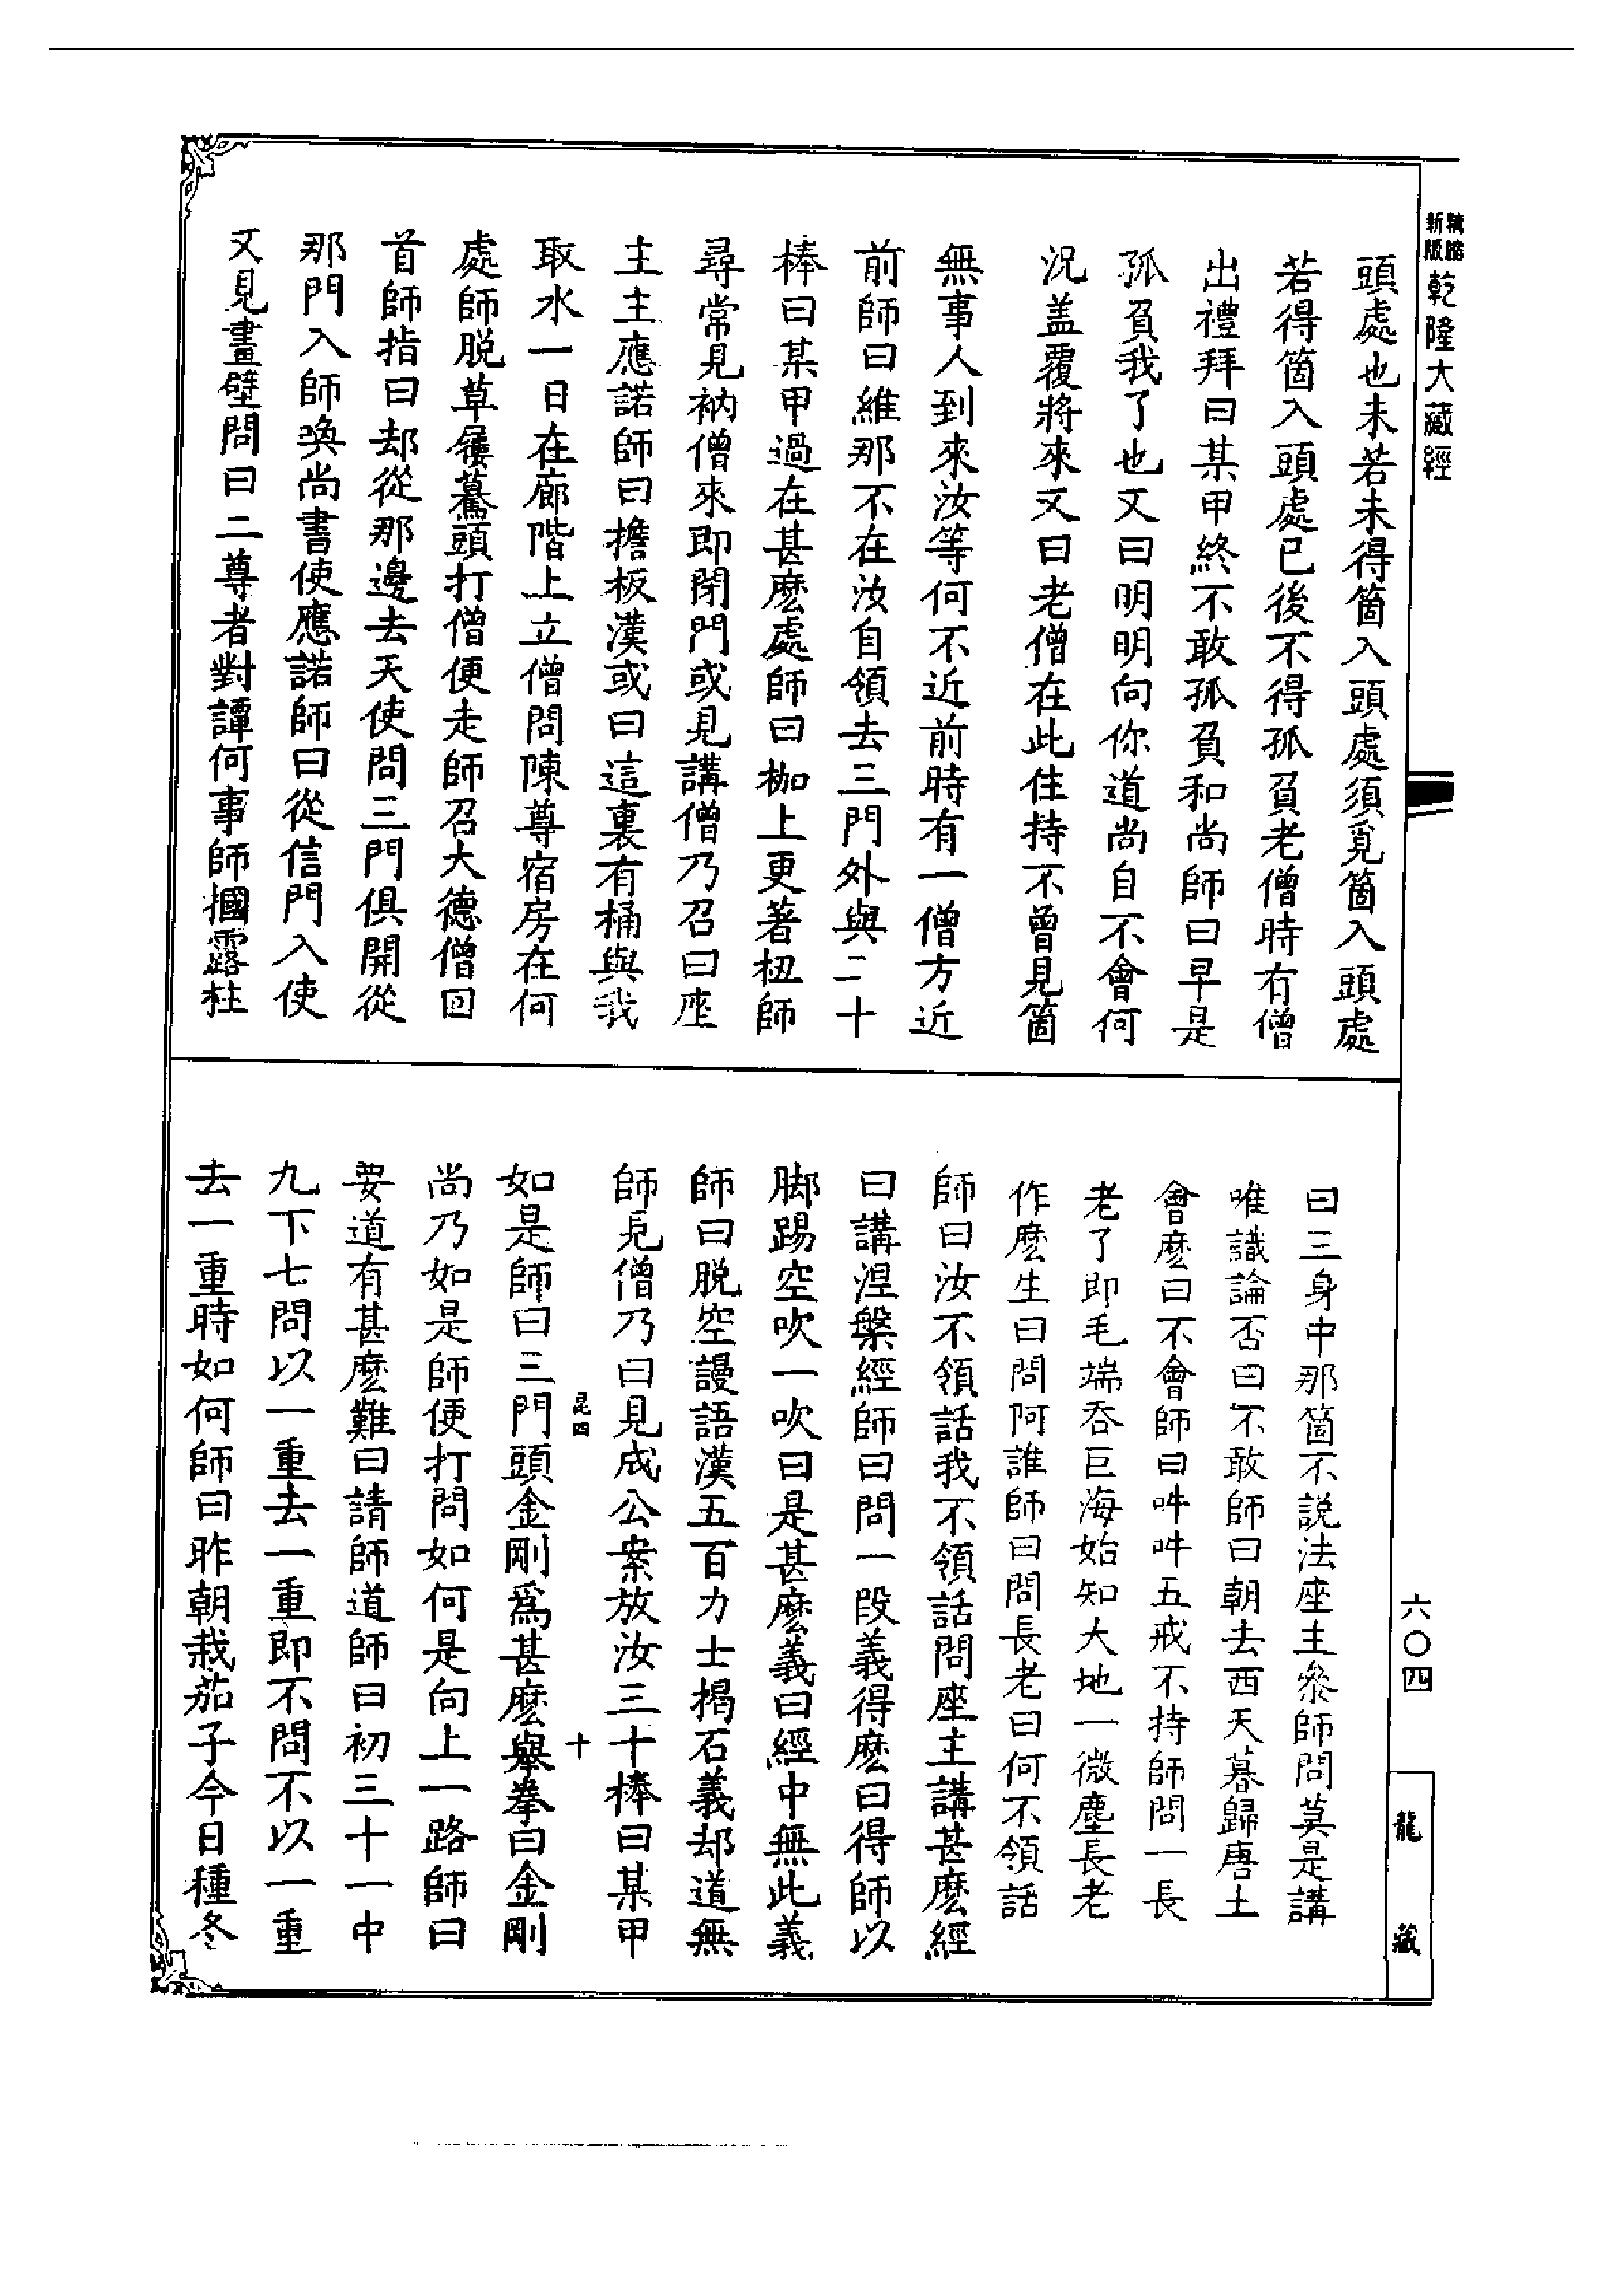 新版
精縮
乾隆大藏經
頭處也未若未得箇入頭處須覓箇入頭處
若得箇入頭處已後不得孤負老僧時有僧
出禮拜曰某甲終不敢孤負和尚師曰早是
孤負我了也又曰明明向你道尚自不會何
況盖覆將來又曰老僧在此住持不曾見箇
無事人到來汝等何不近前時有一僧方近
前師曰維那不在汝自領去三門外與二十
棒曰某甲過在甚麽處師曰枷上更著杻師
尋常見衲僧來即閉門或見講僧乃召曰座
主主應諾師曰擔板漢或曰這裏有桶與我
取水一日在廊階上立僧問陳尊宿房在何
處師脱草屨驀頭打僧便走師召大德僧回
首師指曰却從那邊去天使問三門俱開從
那門入師喚尚書使應諾師曰從信門入使
又見畫壁問曰二尊者對譚何事師摑露柱
曰三身中那箇不說法座主叅師問莫是講
唯識論否曰不敢師曰朝去西天暮歸唐土
會麽曰不會師曰吽吽五戒不持師問一長
老了即毛端吞巨海始知大地一微塵長老
作麽生曰問阿誰師曰問長老曰何不領話
師曰汝不領話我不領話問座主講甚麽經
曰講涅槃經師曰問一段義得麽曰得師以
脚踢空吹一吹曰是甚麽義曰經中無此義
師曰脱空謾語漢五百力士揭石義却道無
師見僧乃曰見成公案放汝三十棒曰某甲
昆四
十
如是師曰三門頭金剛爲甚麽舉拳曰金剛
尚乃如是師便打問如何是向上一路師曰
要道有甚麽難曰請師道師曰初三十一中
九下七問以一重去一重即不問不以一重
去一重時如何師曰昨朝栽茄子今日種冬
六〇四
龍藏